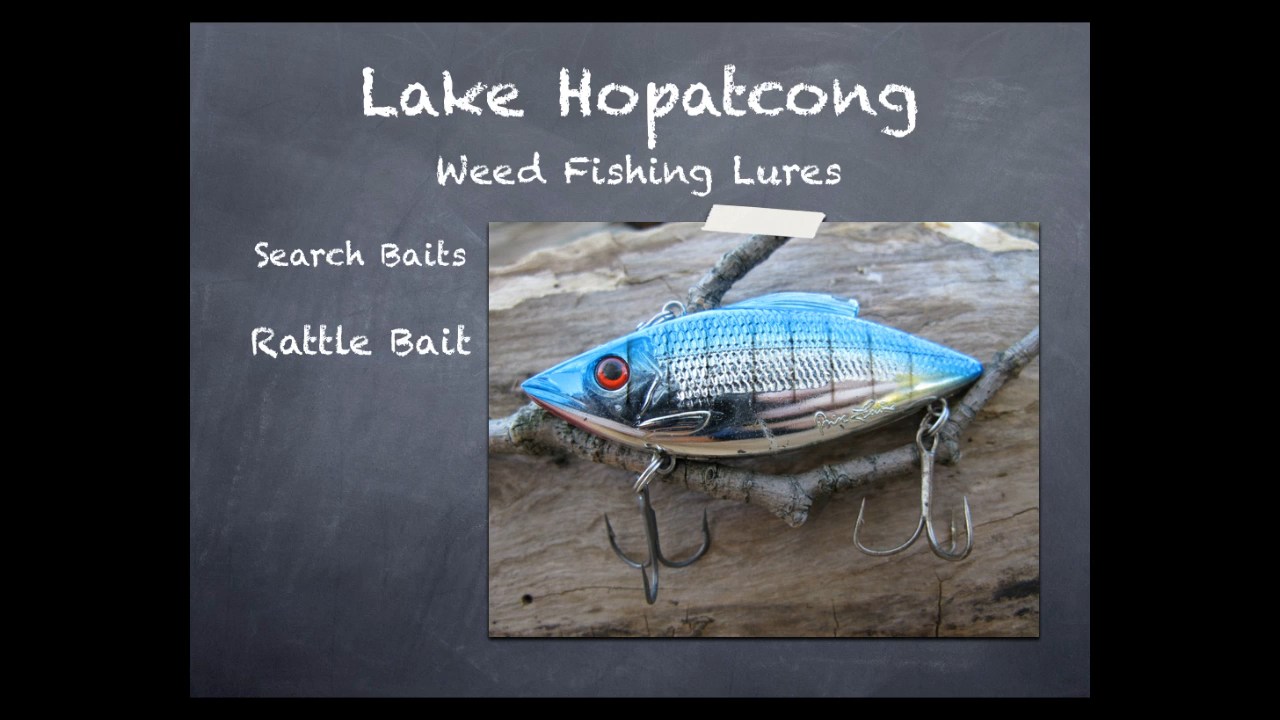 Lake Hopatcong
Weed Fishing Lures
Search Baits
Rattle Bait